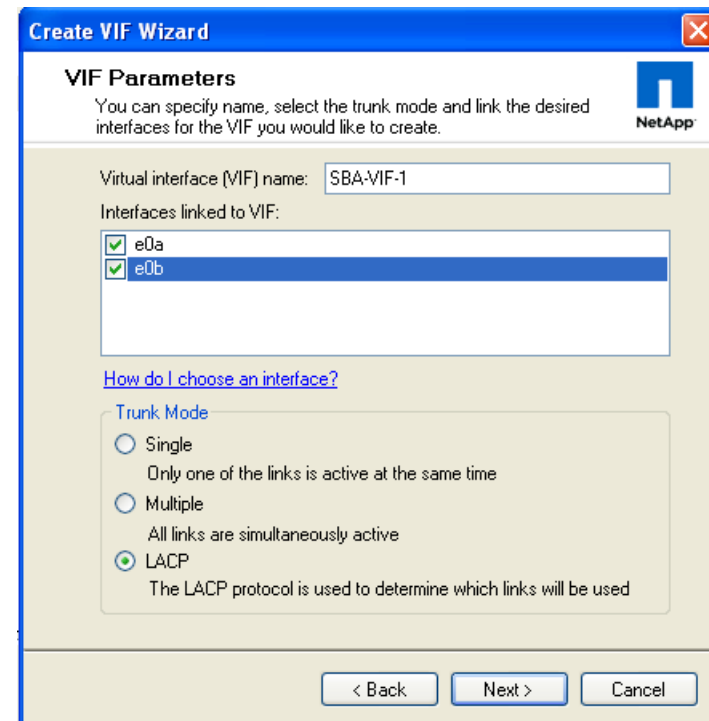 Create VIF Wizard
VIF Parameters
You can specify name, select the trunk mode and link the desired
interfaces for the VIF you would like to create.
NetApp
Virtual interface (VIF) name: SBA-VIF-1
Interfaces linked to VIF:
e0a
e0b
How do I choose an interface?
Trunk Mode
Single
Only one of the links is active at the same time
Multiple
All links are simultaneously active
LACP
The LACP protocol is used to determine which links will be used
< Back Next > Cancel